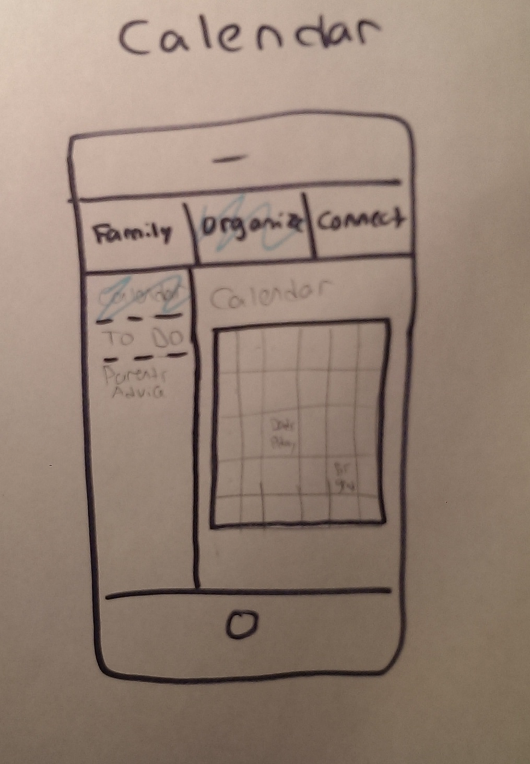 Calendar
Family Organize Connect
Calendar Calendar
To Do
Parents
Advice